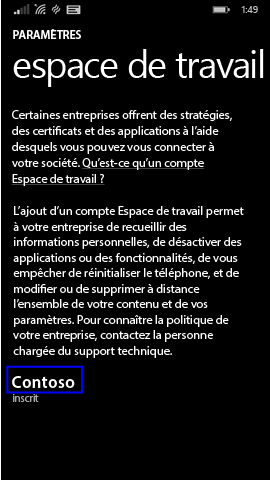 1:49
PARAMÈTRES
espace de travail
Certaines entreprises offrent des stratégies,
des certificats et des applications à l'aide
desquels vous pouvez vous connecter à
votre société. Qu'est-ce qu'un compte
Espace de travail ?
L'ajout d'un compte Espace de travail permet
à votre entreprise de recueillir des
informations personnelles, de désactiver des
applications ou des fonctionnalités, de vous
empêcher de réinitialiser le téléphone, et de
modifier ou de supprimer à distance
l'ensemble de votre contenu et de vos
paramètres. Pour connaître la politique de
votre entreprise, contactez la personne
chargée du support technique.
Contoso
inscrit